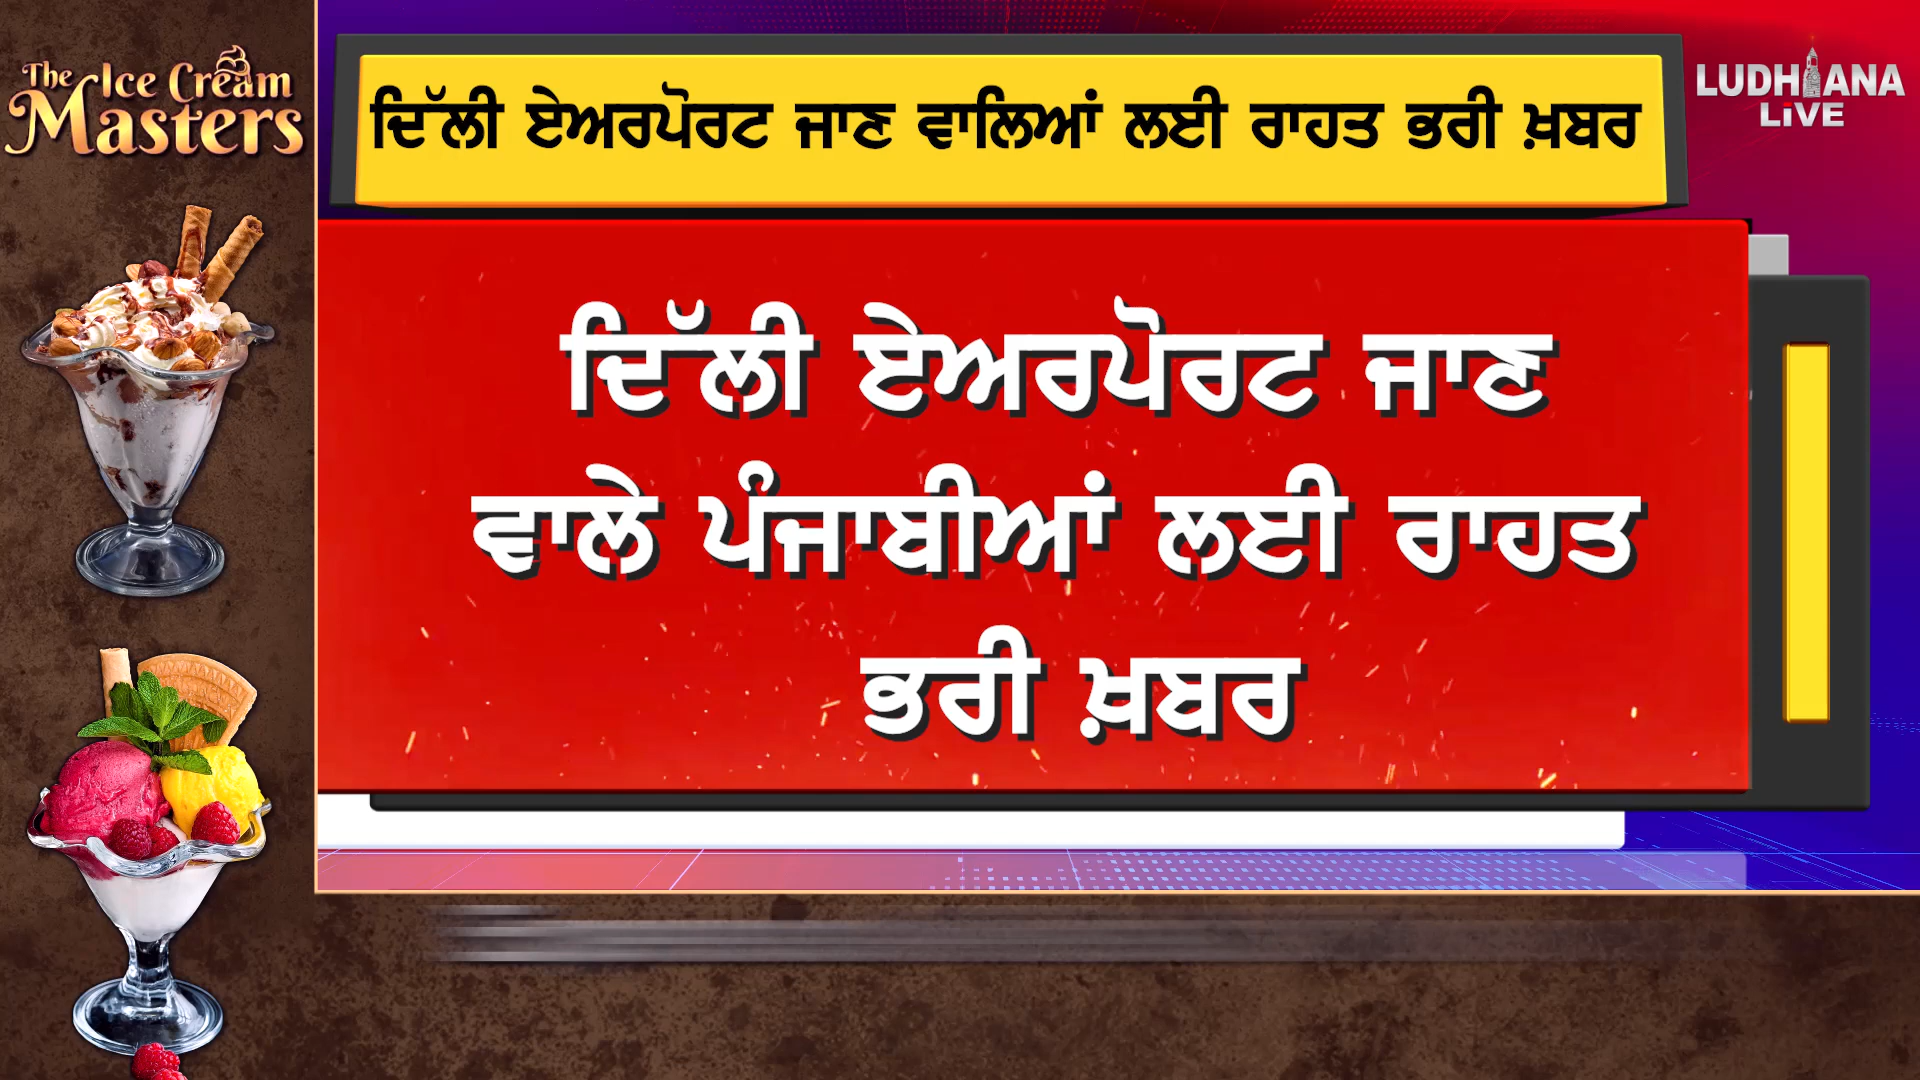 The Ice Cream
Masters
ਦਿੱਲੀ ਏਅਰਪੋਰਟ ਜਾਣ ਵਾਲਿਆਂ ਲਈ ਰਾਹਤ ਭਰੀ ਖ਼ਬਰ
LUDHIANA
LiVE
ਦਿੱਲੀ ਏਅਰਪੋਰਟ ਜਾਣ
ਵਾਲੇ ਪੰਜਾਬੀਆਂ ਲਈ ਰਾਹਤ
ਭਰੀ ਖ਼ਬਰ